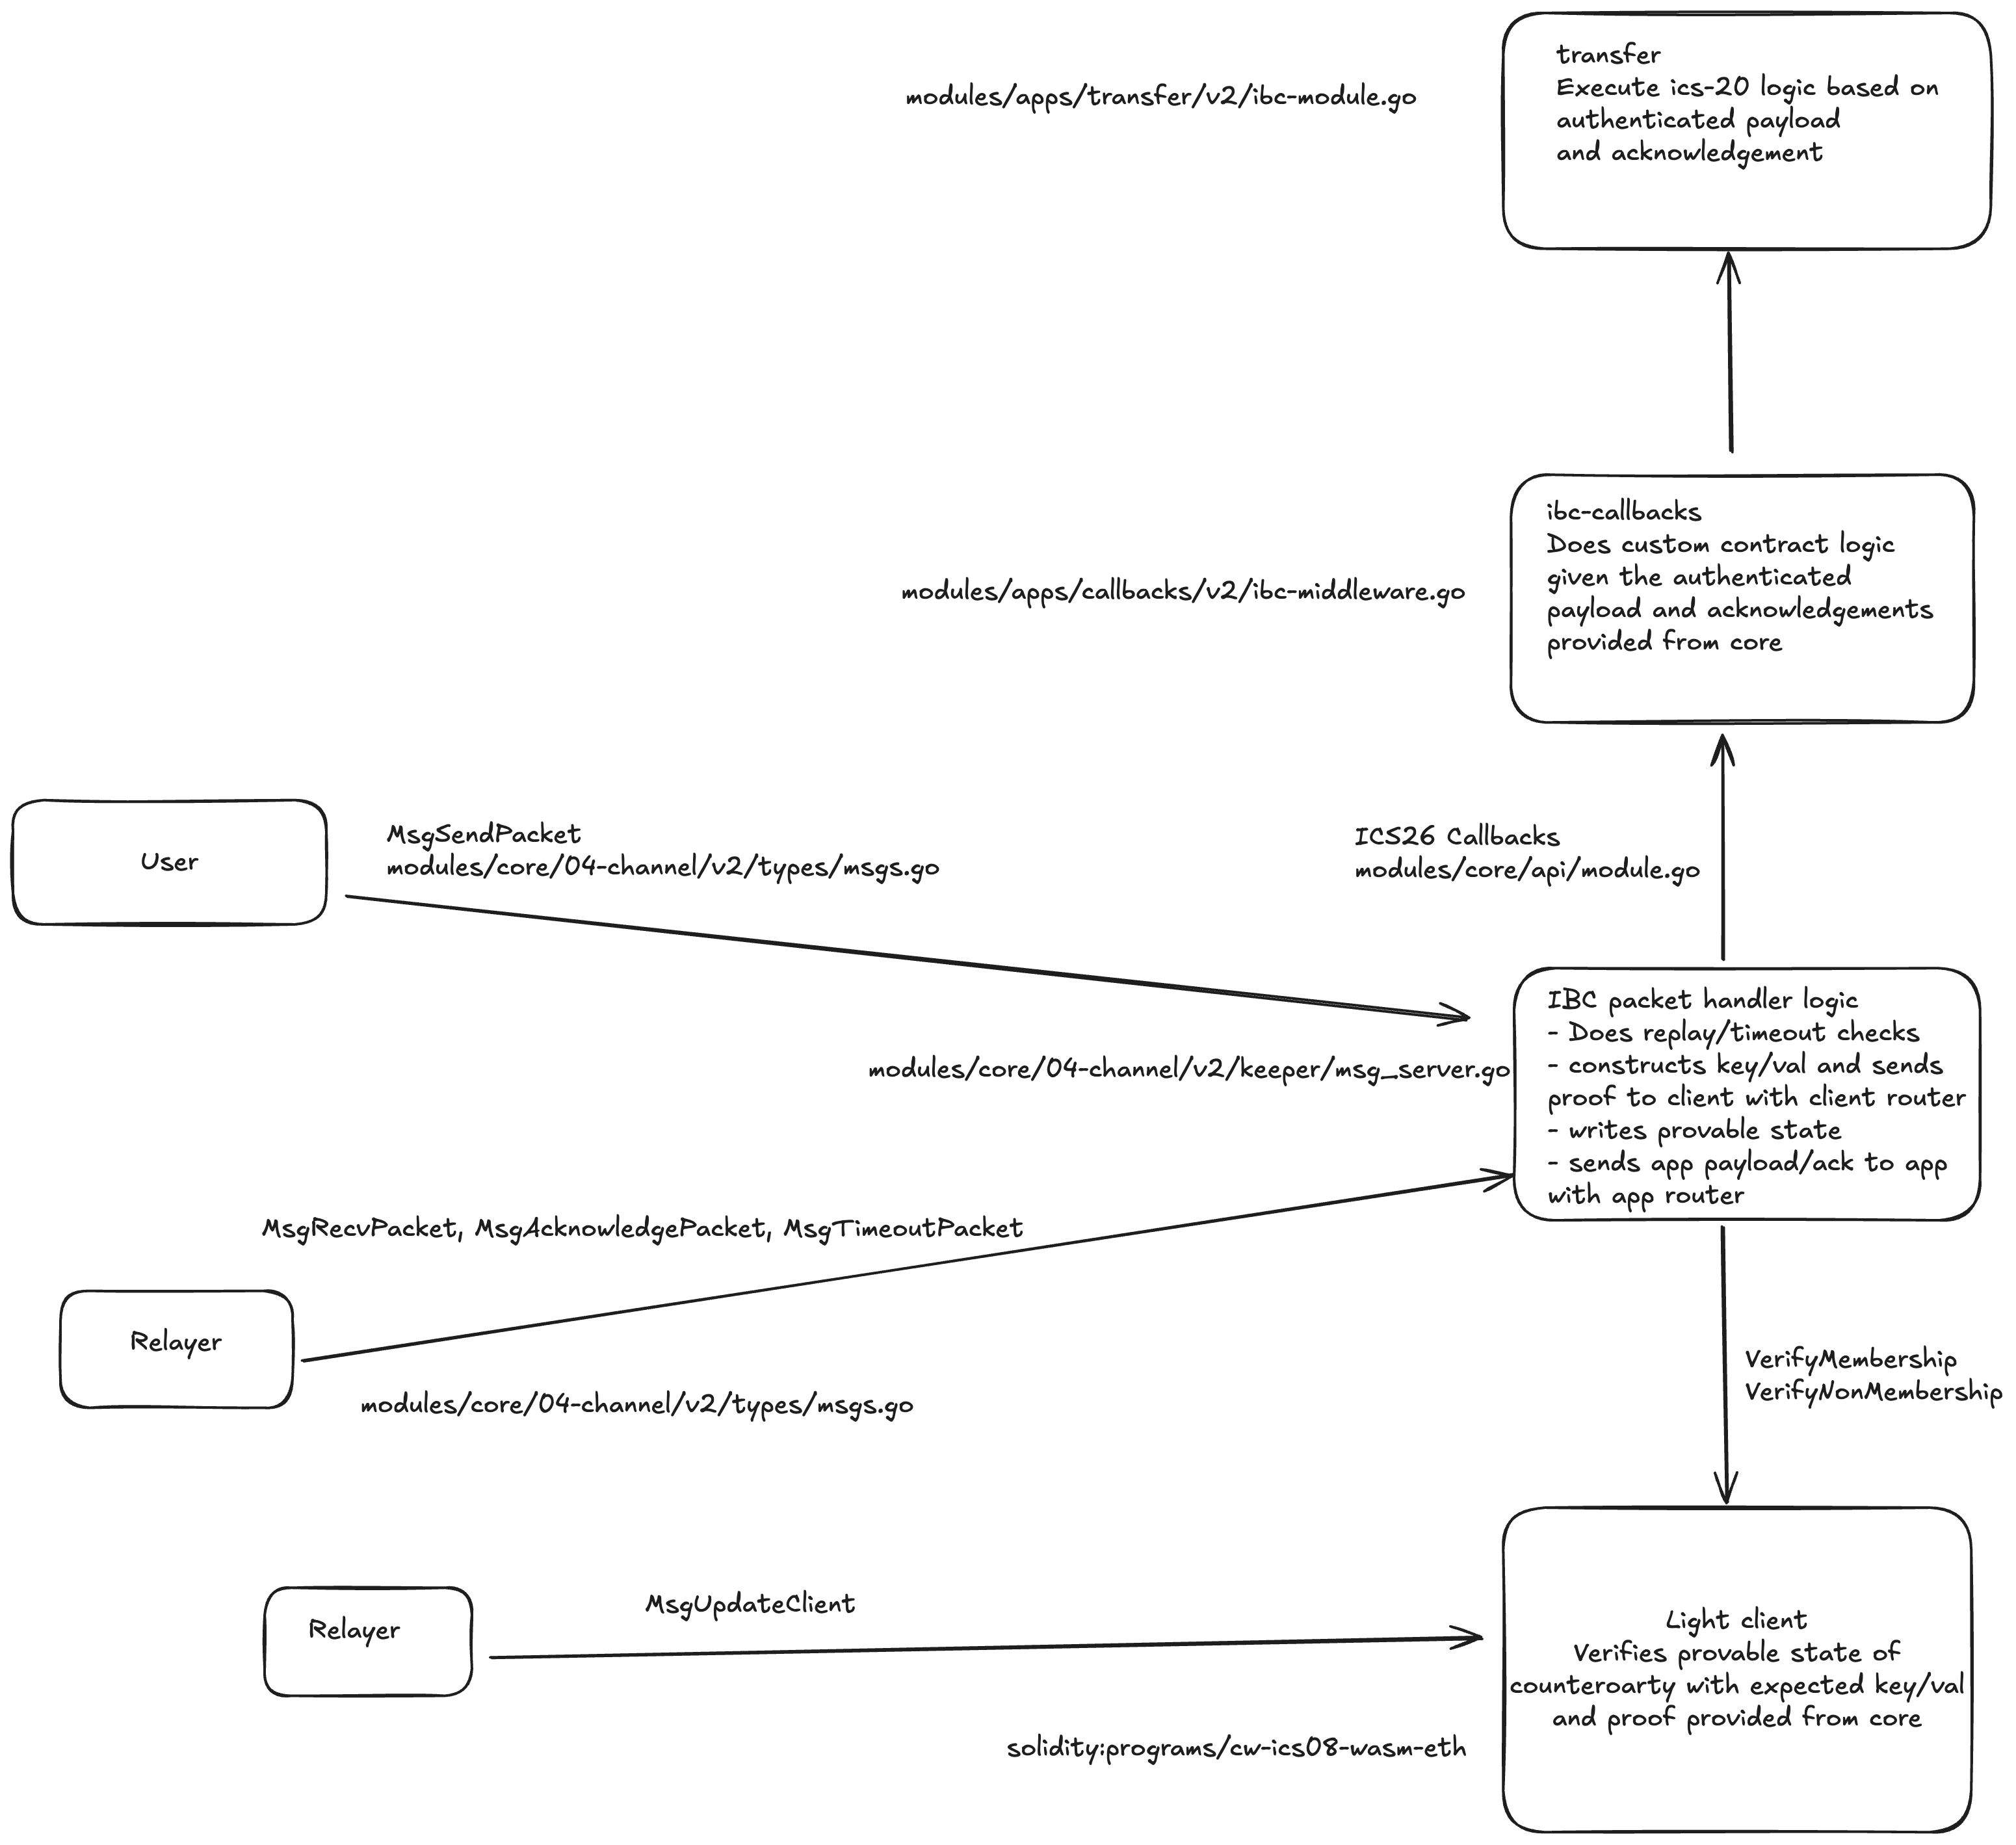 transfer
Execute ics-20 logic based on
authenticated payload
and acknowledgement
modules/apps/transfer/v2/ibc-module.go
ibc-callbacks
Does custom contract logic
given the authenticated
payload and acknowledgements
provided from core
modules/apps/callbacks/v2/ibc-middleware.go
User
MsgSendPacket
modules/core/04-channel/v2/types/msgs.go
ICS26 Callbacks
modules/core/api/module.go
IBC packet handler logic
- Does replay/timeout checks
- constructs key/val and sends
proof to client with client router
- writes provable state
- sends app payload/ack to app
with app router
modules/core/04-channel/v2/keeper/msg_server.go
MsgRecvPacket, MsgAcknowledgePacket, MsgTimeoutPacket
Relayer
modules/core/04-channel/v2/types/msgs.go
VerifyMembership
VerifyNonMembership
Relayer
MsgUpdateClient
Light client
Verifies provable state of
counteroarty with expected key/val
and proof provided from core
solidity:programs/cw-ics08-wasm-eth